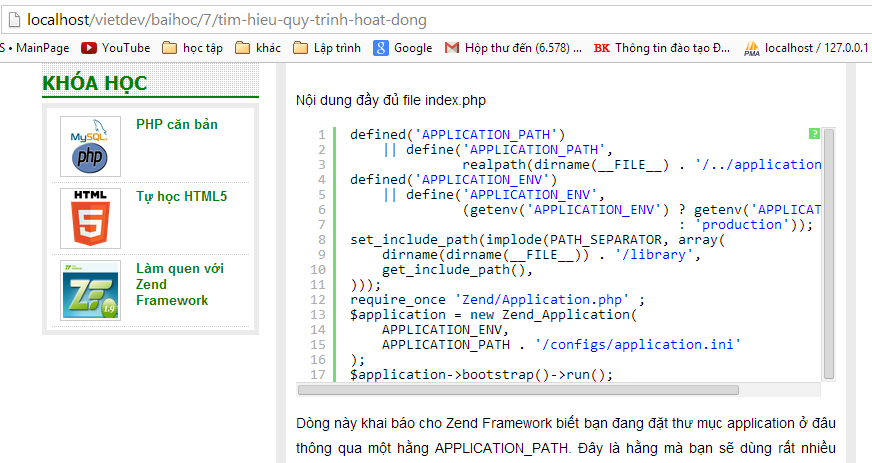 localhost/vietdev/baihoc/7/tim-hieu-quy-trinh-hoat-dong
S • MainPage YouTube học tập khác Lập trình Google Hộp thư đến (6.578) ... BK Thông tin đào tạo Đ... PMA localhost / 127.0.0.1
KHÓA HỌC
MySQL
php
PHP căn bản
HTML
5
Tự học HTML5
ZF
1.9
Làm quen với
Zend
Framework
Nội dung đầy đủ file index.php
?
1 defined('APPLICATION_PATH')
2 || define('APPLICATION_PATH',
3 realpath(dirname(__FILE__) . '/../application
4 defined('APPLICATION_ENV')
5 || define('APPLICATION_ENV',
6 (getenv('APPLICATION_ENV') ? getenv('APPLICAT
7 : 'production'));
8 set_include_path(implode(PATH_SEPARATOR, array(
9 dirname(dirname(__FILE__)) . '/library',
10 get_include_path(),
11 )));
12 require_once 'Zend/Application.php' ;
13 $application = new Zend_Application(
14 APPLICATION_ENV,
15 APPLICATION_PATH . '/configs/application.ini'
16 );
17 $application->bootstrap()->run();
Dòng này khai báo cho Zend Framework biết bạn đang đặt thư mục application ở đâu
thông qua một hằng APPLICATION_PATH. Đây là hằng mà bạn sẽ dùng rất nhiều